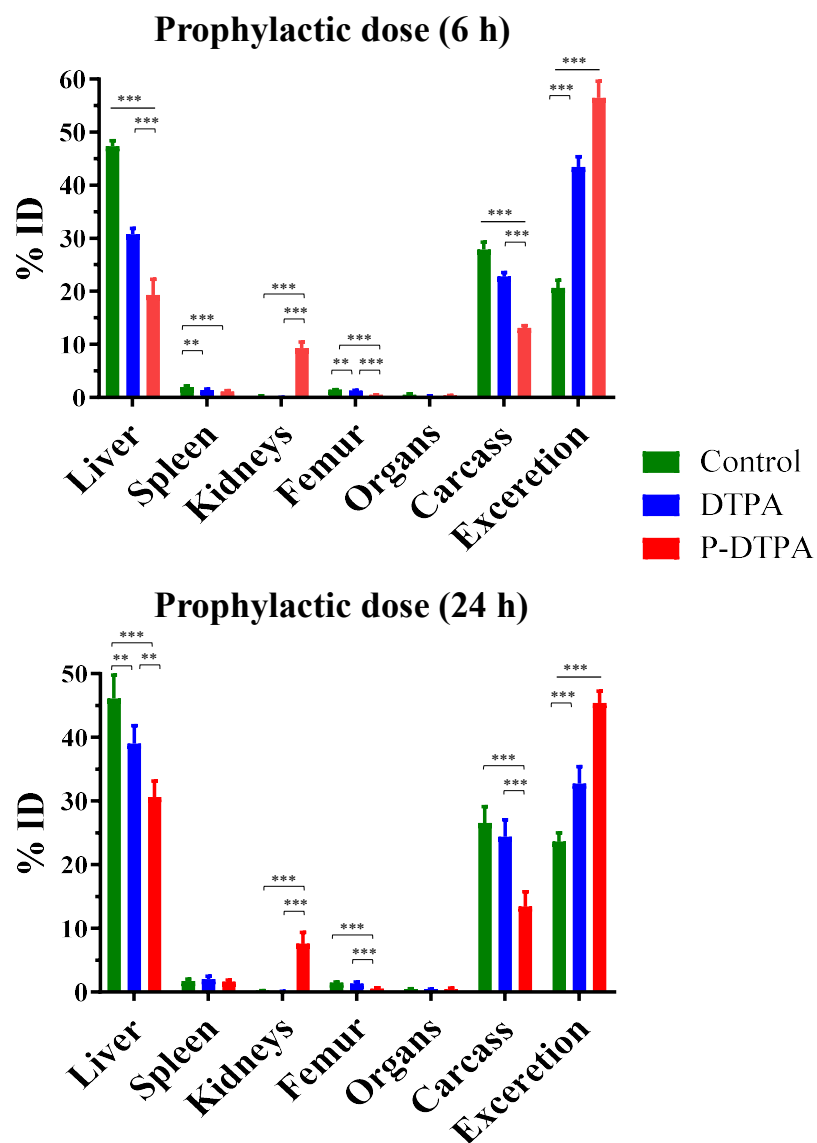 Prophylactic dose (6 h)
***
***
***
***
60
50
40
30
20
10
0
% ID
***
***
***
***
***
**
***
***
***
**
***
Liver
Spleen
Kidneys
Femur
Organs
Carcass
Exceretion
Control
DTPA
P-DTPA
Prophylactic dose (24 h)
***
**
**
***
***
50
40
30
20
10
0
% ID
***
***
***
***
***
***
Liver
Spleen
Kidneys
Femur
Organs
Carcass
Exceretion